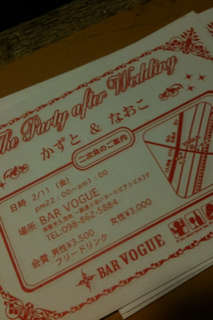 The Party after Wedding
かずと & なおこ
二次会のご案内
日時 2/11 (金)
pm22:00〜am1:00
場所 BAR VOGUE
TEL.098-862-5584
会費 男性¥3,500 女性¥3,000
フリードリンク
BAR VOGUE